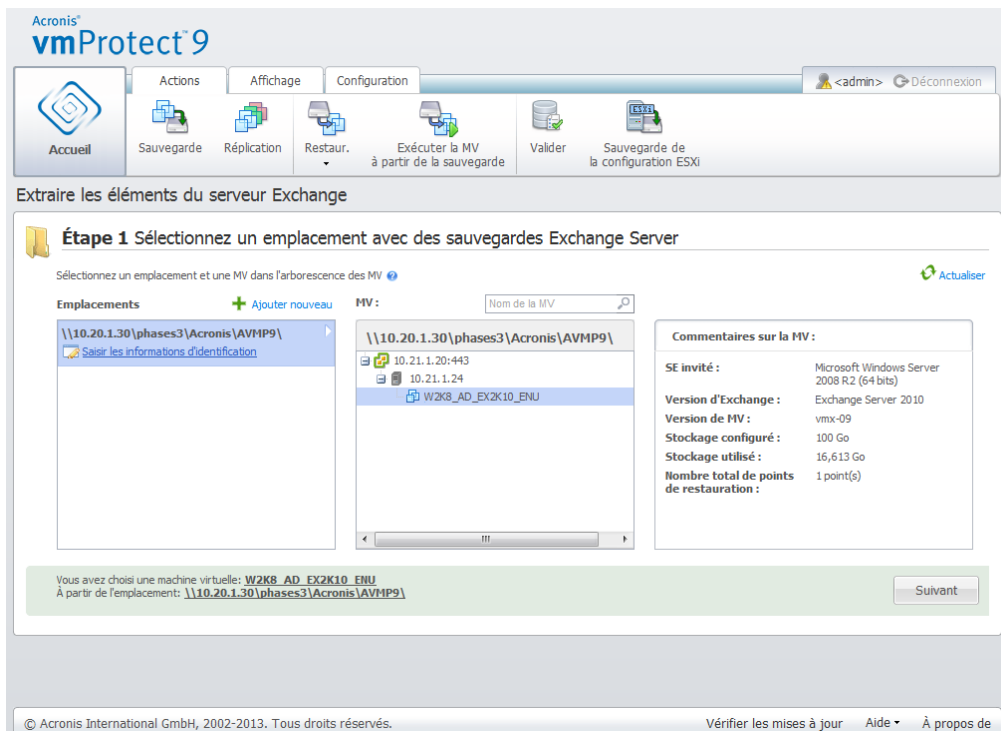 Acronis®
vmProtect™ 9
Actions
Affichage
Configuration
<admin>
Déconnexion
Accueil
Sauvegarde
Réplication
Restaur.
Exécuter la MV
à partir de la sauvegarde
Valider
ESXi
Sauvegarde de
la configuration ESXi
Extraire les éléments du serveur Exchange
Étape 1 Sélectionnez un emplacement avec des sauvegardes Exchange Server
Sélectionnez un emplacement et une MV dans l'arborescence des MV ?
Actualiser
Emplacements
Ajouter nouveau
MV :
Nom de la MV
\\10.20.1.30\phases3\Acronis\AVMP9\
Saisir les informations d'identification
\\10.20.1.30\phases3\Acronis\AVMP9\
10.21.1.20:443
10.21.1.24
W2K8_AD_EX2K10_ENU
Commentaires sur la MV :
SE invité : Microsoft Windows Server
2008 R2 (64 bits)
Version d'Exchange : Exchange Server 2010
Version de MV : vmx-09
Stockage configuré : 100 Go
Stockage utilisé : 16,613 Go
Nombre total de points 1 point(s)
de restauration :
Vous avez choisi une machine virtuelle: W2K8_AD_EX2K10_ENU
À partir de l'emplacement: \\10.20.1.30\phases3\Acronis\AVMP9\
Suivant
© Acronis International GmbH, 2002-2013. Tous droits réservés.
Vérifier les mises à jour
Aide
À propos de